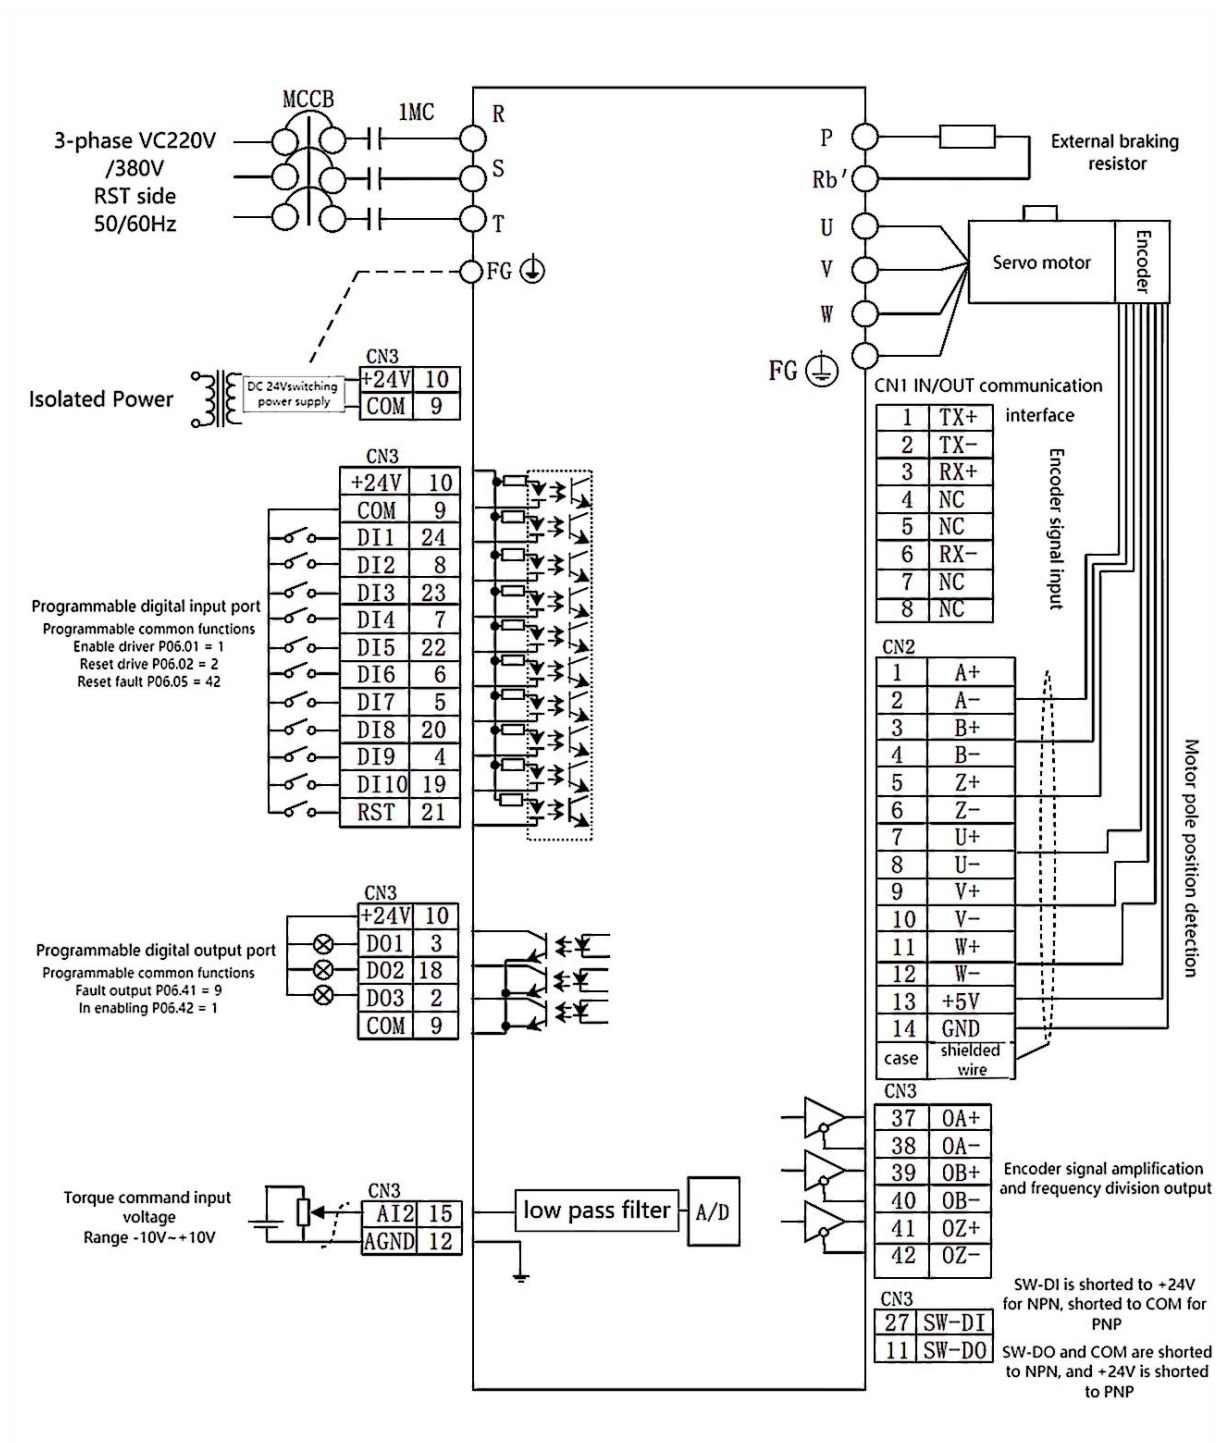 MCCB
1MC
3-phase VC220V
/380V
RST side
50/60Hz
R
S
T
FG
P
Rb'
External braking
resistor
U
V
W
FG
Servo motor
Encoder
Isolated Power
DC 24Vswitching
power supply
CN3
+24V 10
COM 9
CN1 IN/OUT communication
interface
1 TX+
2 TX-
3 RX+
4 NC
5 NC
6 RX-
7 NC
8 NC
Encoder signal input
CN3
+24V 10
COM 9
DI1 24
DI2 8
DI3 23
DI4 7
DI5 22
DI6 6
DI7 5
DI8 20
DI9 4
DI10 19
RST 21
Programmable digital input port
Programmable common functions
Enable driver P06.01 = 1
Reset drive P06.02 = 2
Reset fault P06.05 = 42
CN2
1 A+
2 A-
3 B+
4 B-
5 Z+
6 Z-
7 U+
8 U-
9 V+
10 V-
11 W+
12 W-
13 +5V
14 GND
case shielded
wire
Motor pole position detection
CN3
+24V 10
DO1 3
DO2 18
DO3 2
COM 9
Programmable digital output port
Programmable common functions
Fault output P06.41 = 9
In enabling P06.42 = 1
CN3
37 OA+
38 OA-
39 OB+
40 OB-
41 OZ+
42 OZ-
Encoder signal amplification
and frequency division output
Torque command input
voltage
Range -10V~+10V
CN3
AI2 15
AGND 12
low pass filter
A/D
CN3
27 SW-DI
11 SW-DO
SW-DI is shorted to +24V
for NPN, shorted to COM for
PNP
SW-DO and COM are shorted
to NPN, and +24V is shorted
to PNP